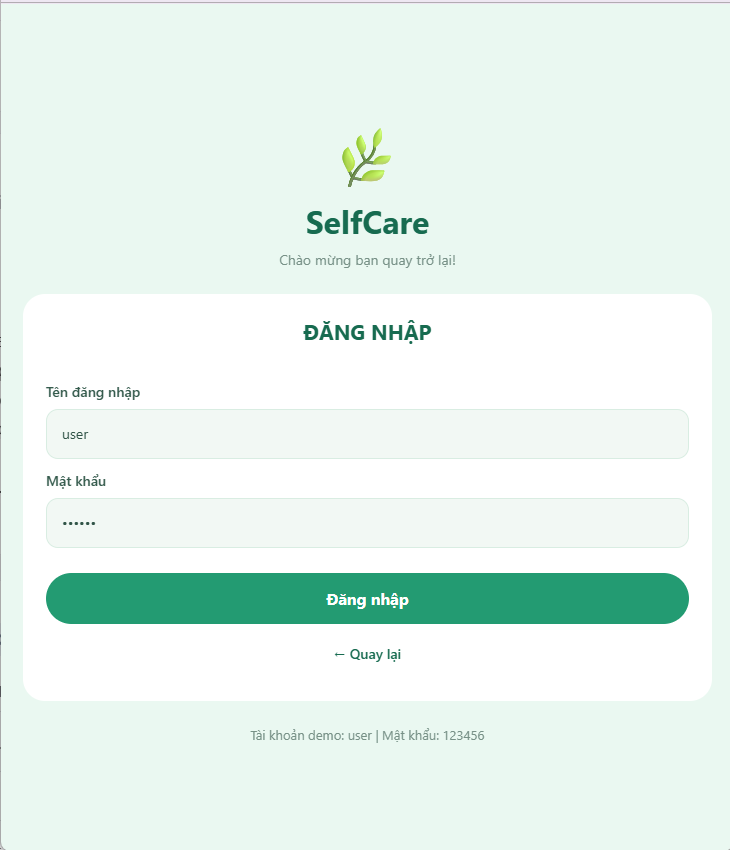 SelfCare
Chào mừng bạn quay trở lại!
ĐĂNG NHẬP
Tên đăng nhập
user
Mật khẩu
••••••
Đăng nhập
← Quay lại
Tài khoản demo: user | Mật khẩu: 123456